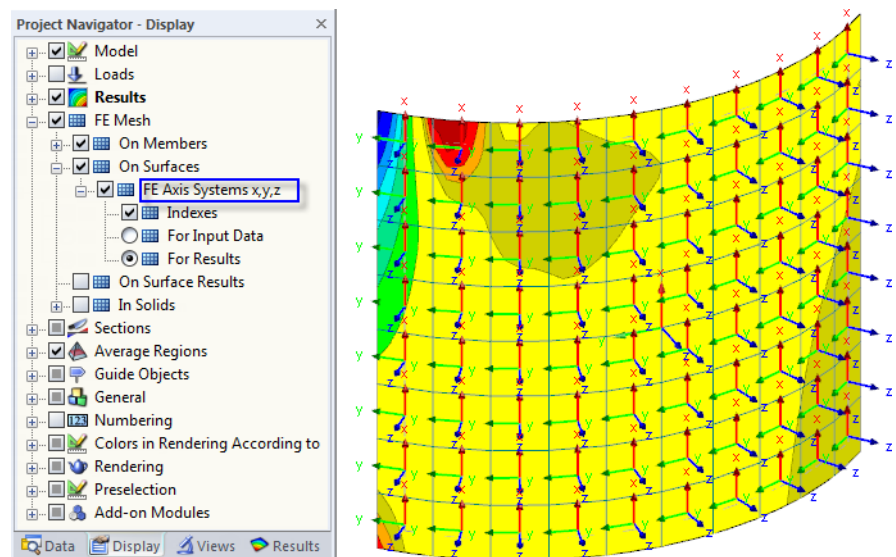 Project Navigator - Display
Model
Loads
Results
FE Mesh
On Members
On Surfaces
FE Axis Systems x,y,z
Indexes
For Input Data
For Results
On Surface Results
In Solids
Sections
Average Regions
Guide Objects
General
Numbering
Colors in Rendering According to
Rendering
Preselection
Add-on Modules
Data Display Views Results